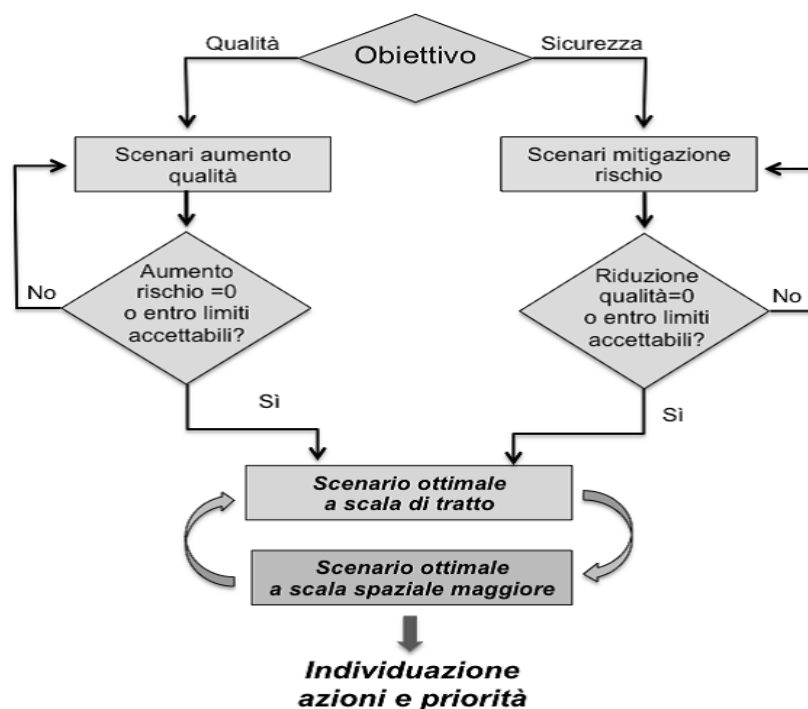 Qualità
Obiettivo
Sicurezza
Scenari aumento
qualità
Scenari mitigazione
rischio
Aumento
rischio =0
o entro limiti
accettabili?
No
Riduzione
qualità=0
o entro limiti
accettabili?
No
Sì
Sì
Scenario ottimale
a scala di tratto
Scenario ottimale
a scala spaziale maggiore
Individuazione
azioni e priorità